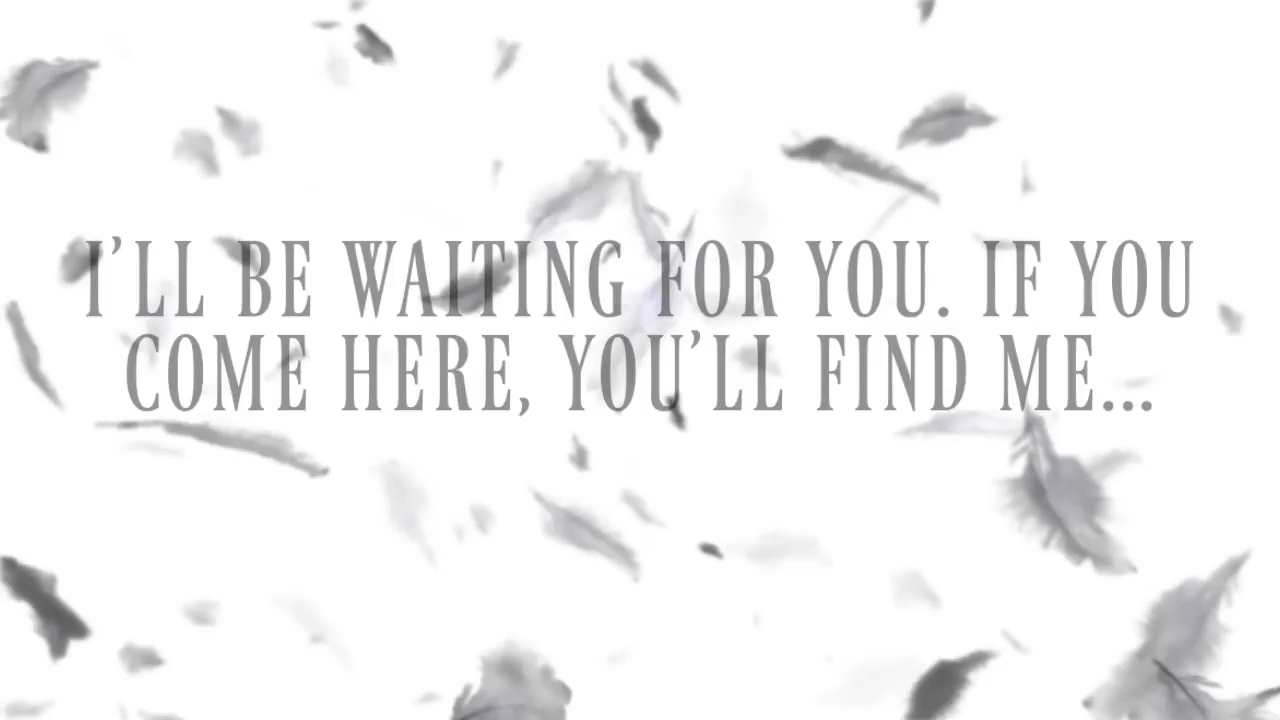 I’LL BE WAITING FOR YOU. IF YOU
COME HERE, YOU’LL FIND ME...